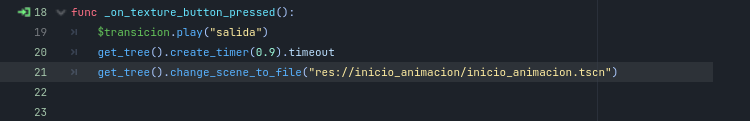 18 func _on_texture_button_pressed():
19 $transicion.play("salida")
20 get_tree().create_timer(0.9).timeout
21 get_tree().change_scene_to_file("res://inicio_animacion/inicio_animacion.tscn")
22
23